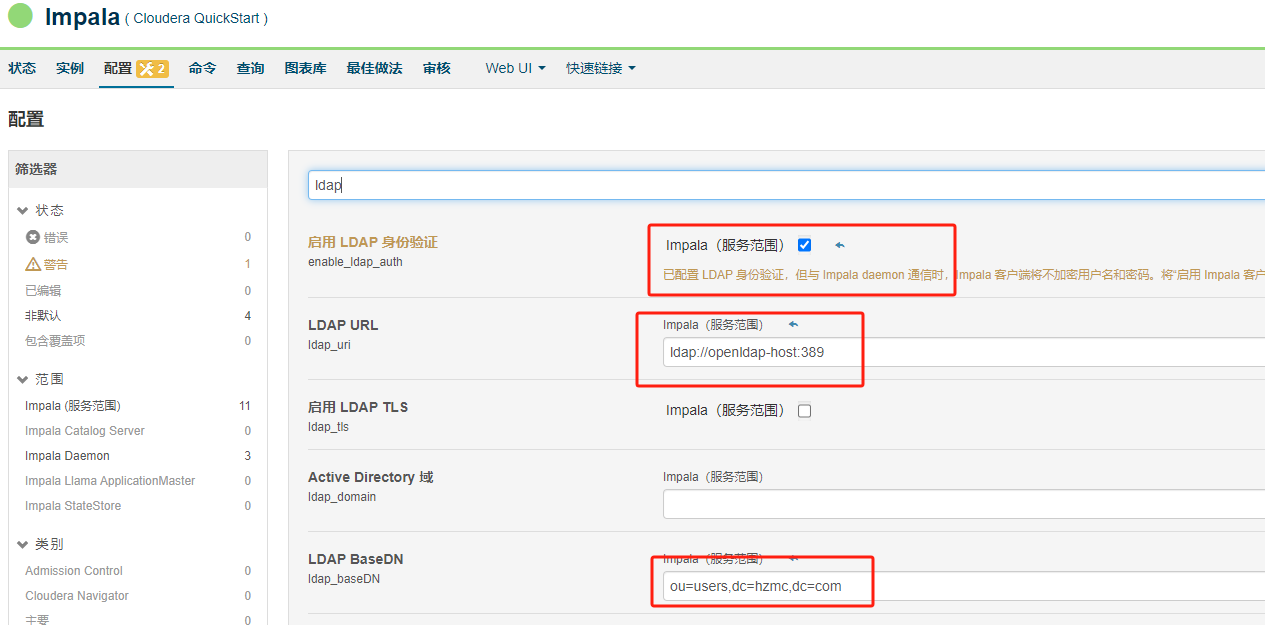 Impala ( Cloudera QuickStart )
状态 实例 配置 2 命令 查询 图表库 最佳做法 审核 Web UI 快速链接
配置
筛选器
状态
错误 0
警告 1
已编辑 0
非默认 4
包含覆盖项 0
范围
Impala (服务范围) 11
Impala Catalog Server 0
Impala Daemon 3
Impala Llama ApplicationMaster 0
Impala StateStore 0
类别
Admission Control 0
Cloudera Navigator 0
主要 0
ldap
启用 LDAP 身份验证
enable_ldap_auth
Impala（服务范围）
已配置 LDAP 身份验证，但与 Impala daemon 通信时，Impala 客户端将不加密用户名和密码。将“启用 Impala 客户
LDAP URL
ldap_uri
Impala（服务范围）
ldap://openldap-host:389
启用 LDAP TLS
ldap_tls
Impala（服务范围）
Active Directory 域
ldap_domain
Impala（服务范围）
LDAP BaseDN
ldap_baseDN
Impala（服务范围）
ou=users,dc=hzmc,dc=com